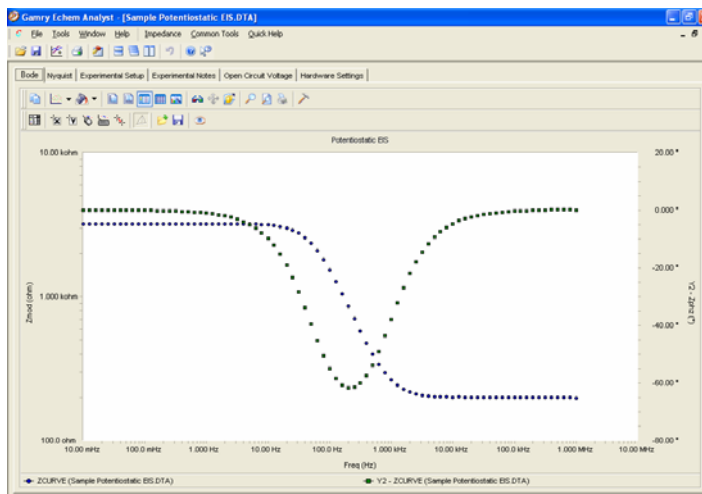 Gamry Echem Analyst - [Sample Potentiostatic EIS.DTA]
File Tools Window Help Impedance Common Tools Quick Help
Bode Nyquist Experimental Setup Experimental Notes Open Circuit Voltage Hardware Settings
Potentiostatic EIS
10.00 kohm
20.00 °
0.000 °
-20.00 °
1.000 kohm
Zmod (ohm)
Y2 - Zphz (°)
-40.00 °
-60.00 °
100.0 ohm
-80.00 °
10.00 mHz 100.0 mHz 1.000 Hz 10.00 Hz 100.0 Hz 1.000 kHz 10.00 kHz 100.0 kHz 1.000 MHz 10.00 MHz
Freq (Hz)
ZCURVE (Sample Potentiostatic EIS.DTA) Y2 - ZCURVE (Sample Potentiostatic EIS.DTA)